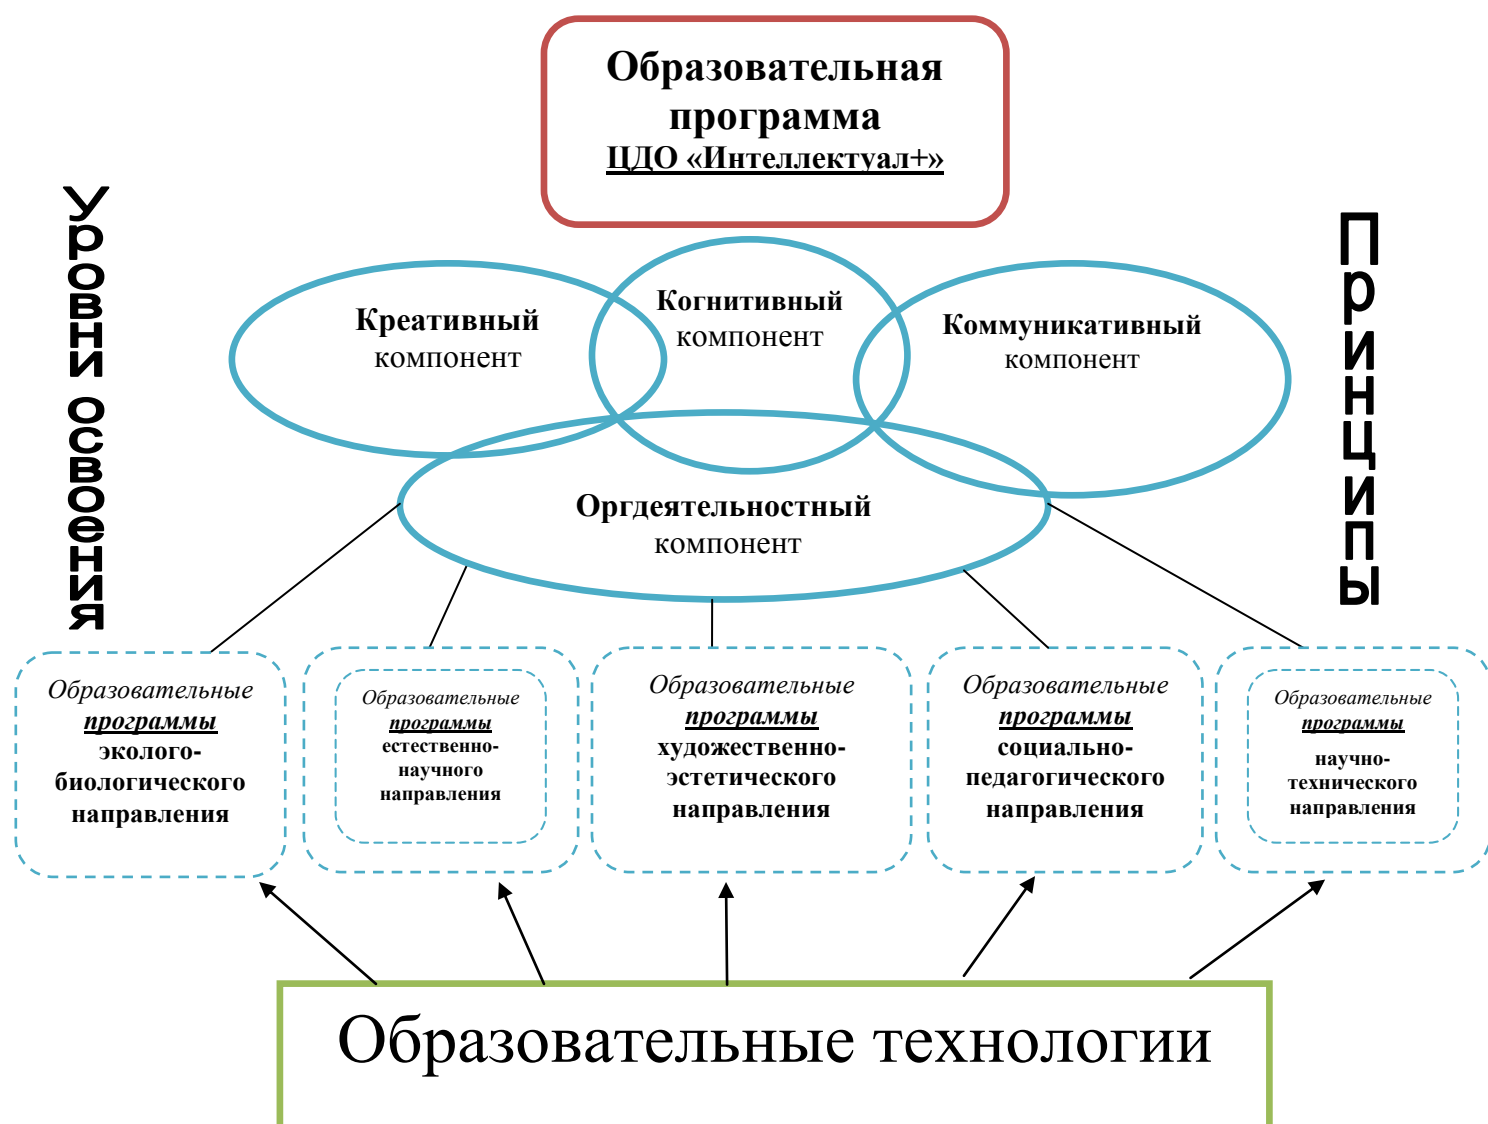 Образовательная
программа
ЦДО «Интеллектуал+»
Уровни освоения
Принципы
Креативный
компонент
Когнитивный
компонент
Коммуникативный
компонент
Оргдеятельностный
компонент
Образовательные
программы
эколого-
биологического
направления
Образовательные
программы
естественно-
научного
направления
Образовательные
программы
художественно-
эстетического
направления
Образовательные
программы
социально-
педагогического
направления
Образовательные
программы
научно-
технического
направления
Образовательные технологии